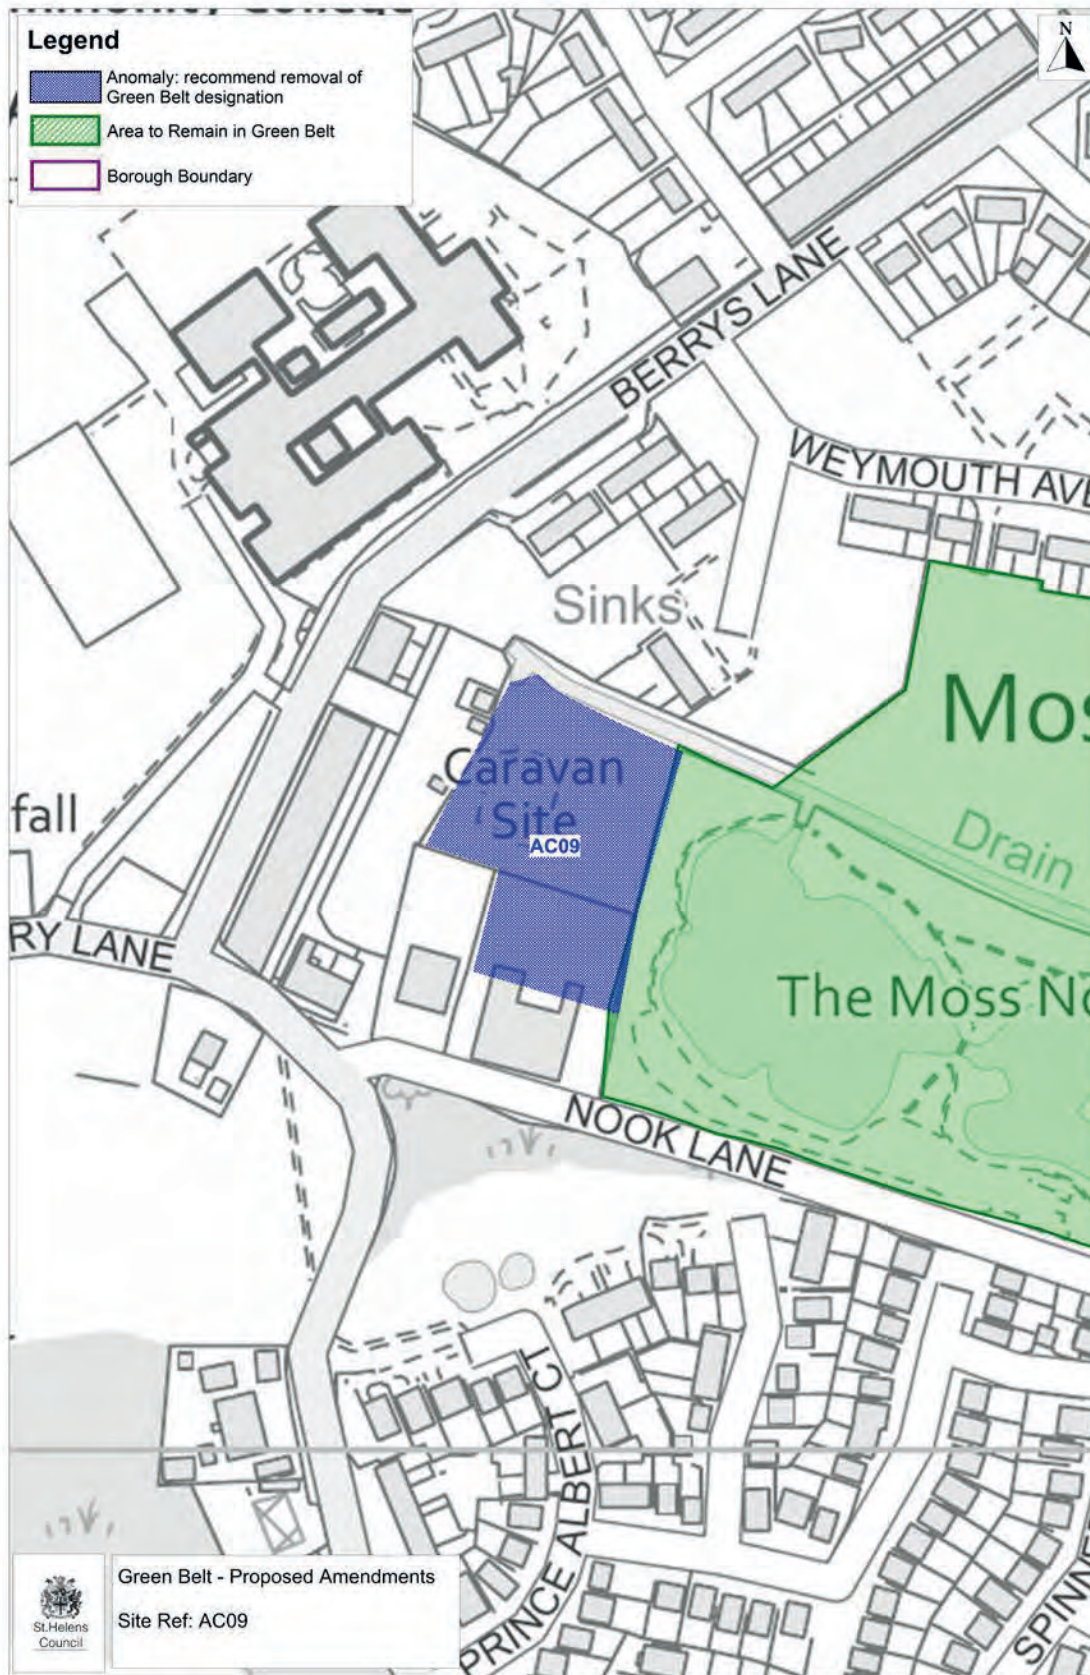 Legend
Anomaly: recommend removal of
Green Belt designation
Area to Remain in Green Belt
Borough Boundary
N
BERRYS LANE
WEYMOUTH AVE
Sinks
Mos
Caravan
Site
AC09
fall
Drain
RY LANE
The Moss No
NOOK LANE
PRINCE ALBERT CT
SPINN
St.Helens
Council
Green Belt - Proposed Amendments
Site Ref: AC09